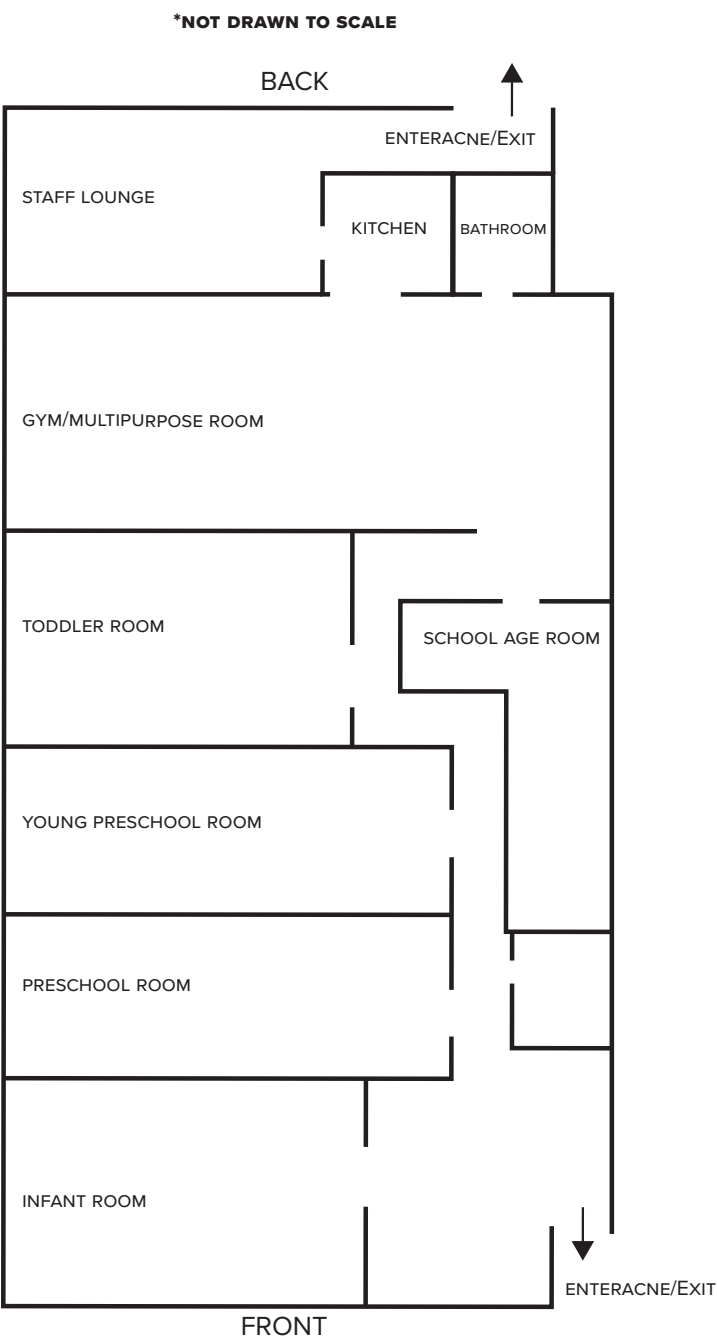 *NOT DRAWN TO SCALE
BACK
ENTERACNE/EXIT
STAFF LOUNGE
KITCHEN
BATHROOM
GYM/MULTIPURPOSE ROOM
TODDLER ROOM
SCHOOL AGE ROOM
YOUNG PRESCHOOL ROOM
PRESCHOOL ROOM
INFANT ROOM
ENTERACNE/EXIT
FRONT